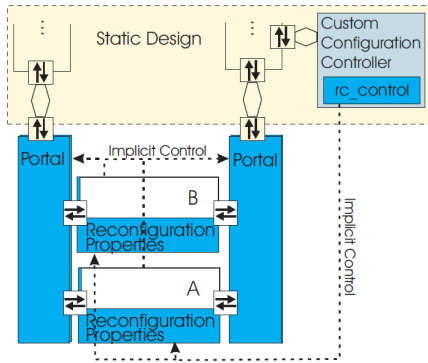 Static Design
Custom
Configuration
Controller
rc_control
Portal
Implicit Control
Portal
B
Reconfiguration
Properties
Implicit Control
A
Reconfiguration
Properties